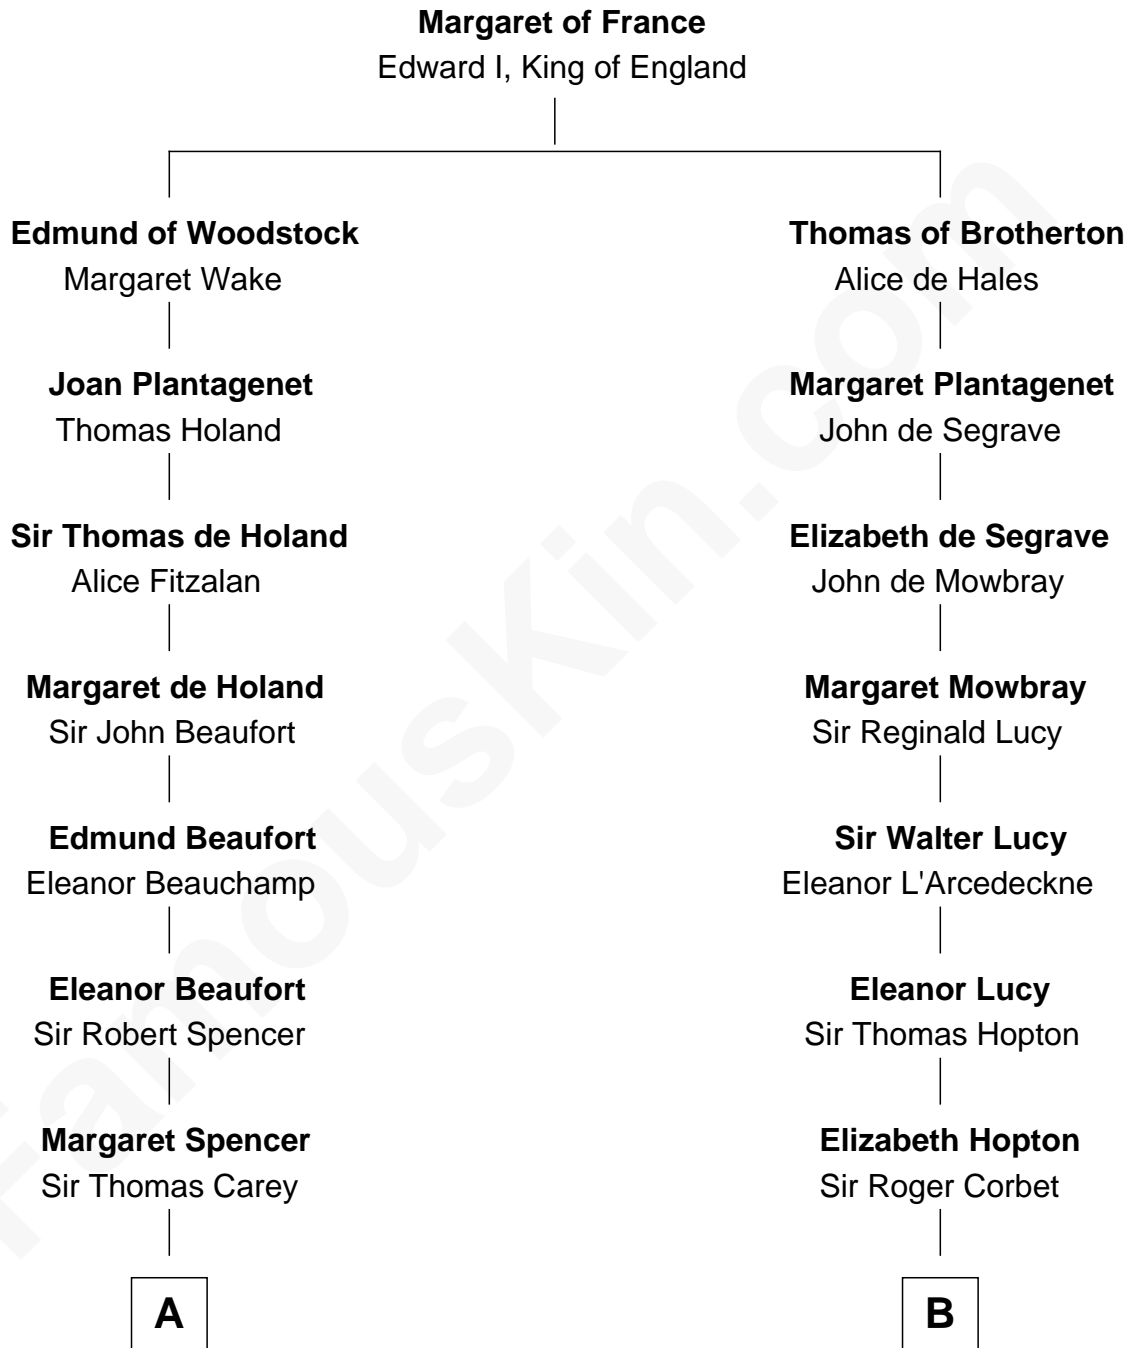 Margaret of France
Edward I, King of England
Edmund of Woodstock
Margaret Wake
Thomas of Brotherton
Alice de Hales
Joan Plantagenet
Thomas Holand
Margaret Plantagenet
John de Segrave
Sir Thomas de Holand
Alice Fitzalan
Elizabeth de Segrave
John de Mowbray
Margaret de Holand
Sir John Beaufort
Margaret Mowbray
Sir Reginald Lucy
Edmund Beaufort
Eleanor Beauchamp
Sir Walter Lucy
Eleanor L'Arcedeckne
Eleanor Beaufort
Sir Robert Spencer
Eleanor Lucy
Sir Thomas Hopton
Margaret Spencer
Sir Thomas Carey
Elizabeth Hopton
Sir Roger Corbet
A
B
FamousKin.com